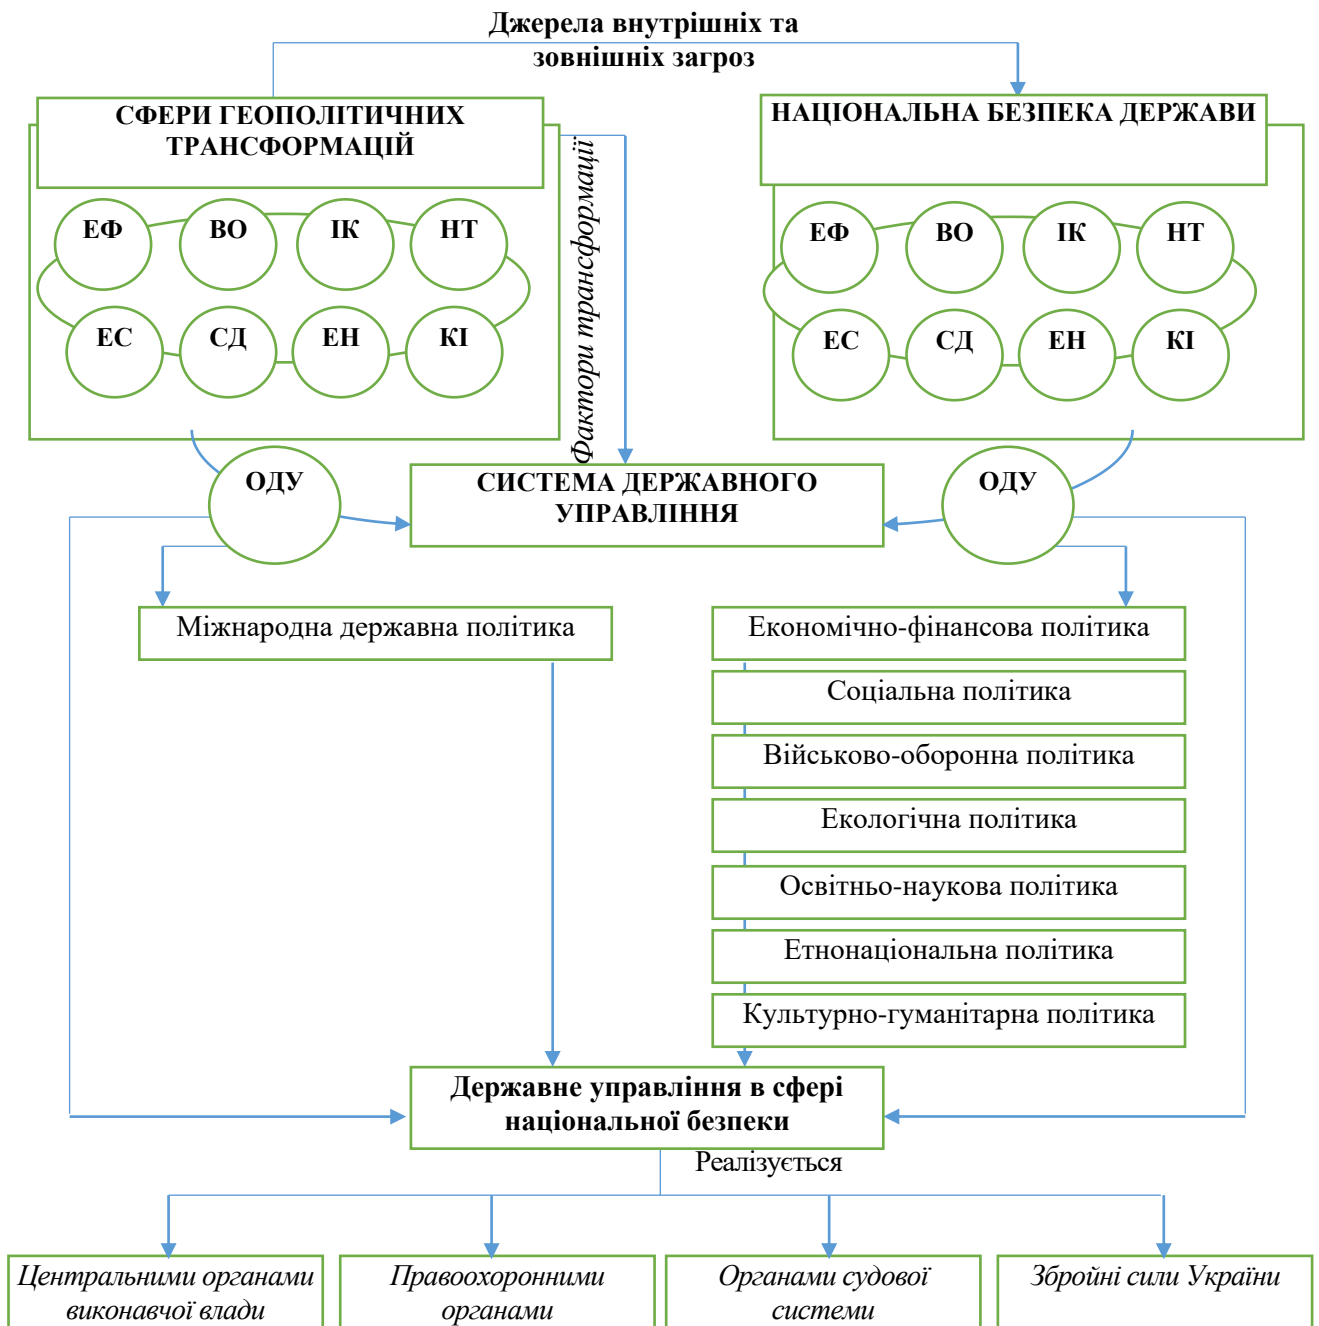 Джерела внутрішніх та
зовнішніх загроз
СФЕРИ ГЕОПОЛІТИЧНИХ
ТРАНСФОРМАЦІЙ
НАЦІОНАЛЬНА БЕЗПЕКА ДЕРЖАВИ
Фактори трансформації
ЕФ ВО ІК НТ
ЕС СД ЕН КІ
ЕФ ВО ІК НТ
ЕС СД ЕН КІ
ОДУ
СИСТЕМА ДЕРЖАВНОГО
УПРАВЛІННЯ
ОДУ
Міжнародна державна політика
Економічно-фінансова політика
Соціальна політика
Військово-оборонна політика
Екологічна політика
Освітньо-наукова політика
Етнонаціональна політика
Культурно-гуманітарна політика
Державне управління в сфері
національної безпеки
Реалізується
Центральними органами
виконавчої влади
Правоохоронними
органами
Органами судової
системи
Збройні сили України